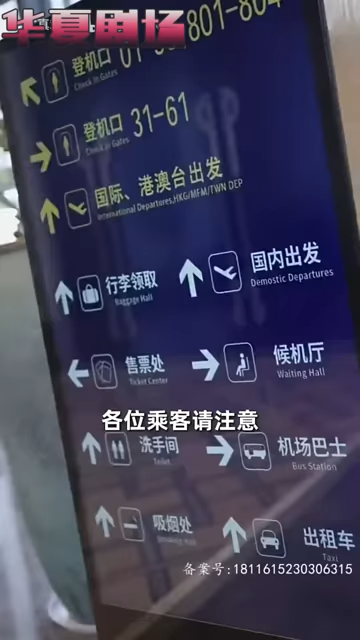 华夏剧场
801-804
登机口
Check In Gates
登机口 31-61
Check in Gates
国际、港澳台出发
International Departures,HKG/MFM/TWN DEP
行李领取
Baggage Hall
国内出发
Demostic Departures
售票处
Ticket Center
候机厅
Waiting Hall
各位乘客请注意
洗手间
Toilet
机场巴士
Bus Station
吸烟处
Smoking Hall
出租车
Taxi
备案号:1811615230306315